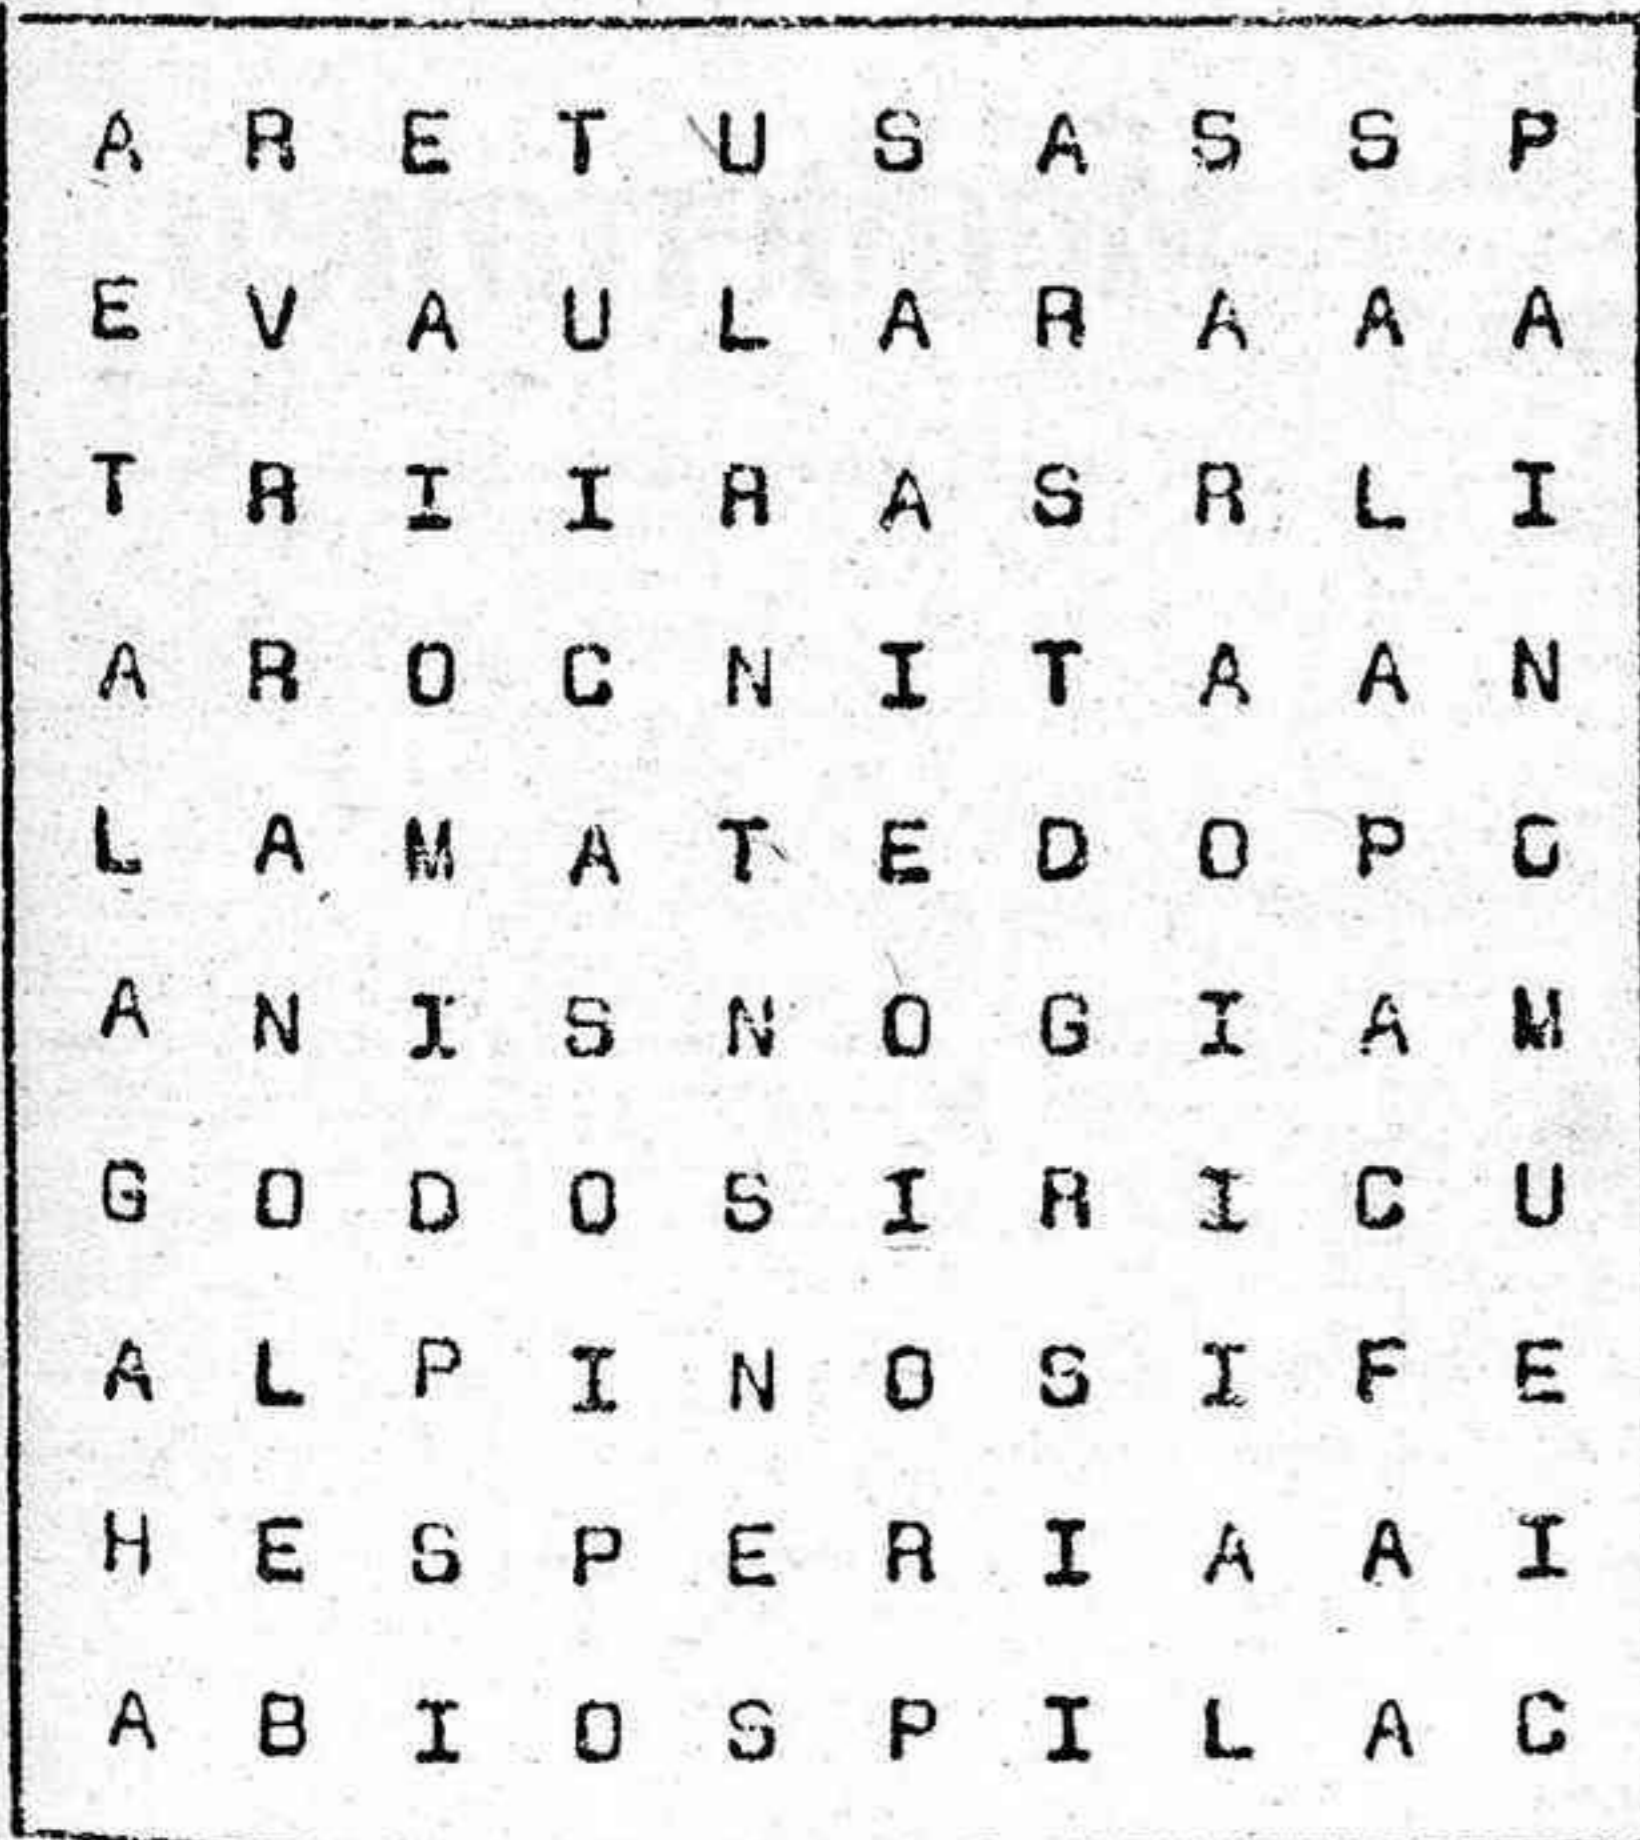 A R E T U S A S S P
E V A U L A R A A A
T R I I R A S R L I
A R O C N I T A A N
L A M A T E D O P G
A N I S N O G I A M
G O D O S I R I C U
A L P I N O S I F E
H E S P E R I A A I
A B I O S P I L A C